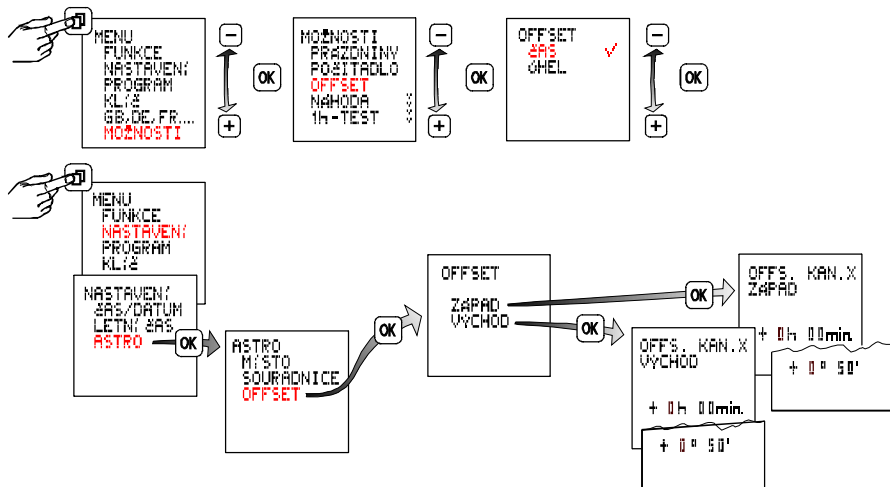 MENU
FUNKCE
NASTAVENÍ
PROGRAM
KLÍČ
GB,DE,FR....
MOŽNOSTI
−
OK
+
MOŽNOSTI
PRÁZDNINY
POČITADLO
OFFSET
NÁHODA
1h-TEST
−
OK
+
OFFSET
ČAS ✓
ÚHEL
−
OK
+
MENU
FUNKCE
NASTAVENÍ
PROGRAM
KLÍČ
NASTAVENÍ
ČAS/DATUM
LETNÍ ČAS
ASTRO
OK
ASTRO
MÍSTO
SOUŘADNICE
OFFSET
OK
OFFSET
ZÁPAD
VÝCHOD
OK
OK
OFFS. KAN.X
ZÁPAD
+ 0h 00min.
+ 0° 50'
OFFS. KAN.X
VÝCHOD
+ 0h 00min.
+ 0° 50'